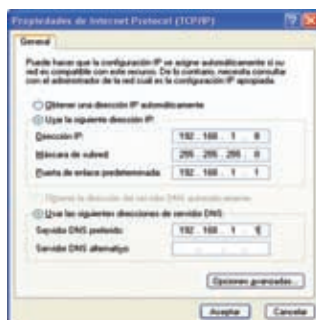 Propiedades de Internet Protocol (TCP/IP)
General
Puede hacer que la configuración IP se asigne automáticamente si su
red es compatible con este recurso. De lo contrario, necesita consultar
con el administrador de la red cuál es la configuración IP apropiada.
Obtener una dirección IP automáticamente
Usar la siguiente dirección IP:
Dirección IP: 192 . 168 . 1 . 8
Máscara de subred: 255 . 255 . 255 . 0
Puerta de enlace predeterminada: 192 . 168 . 1 . 1
Obtener la dirección del servidor DNS automáticamente
Usar las siguientes direcciones de servidor DNS:
Servidor DNS preferido: 192 . 168 . 1 .
Servidor DNS alternativo:
Opciones avanzadas...
Aceptar
Cancelar